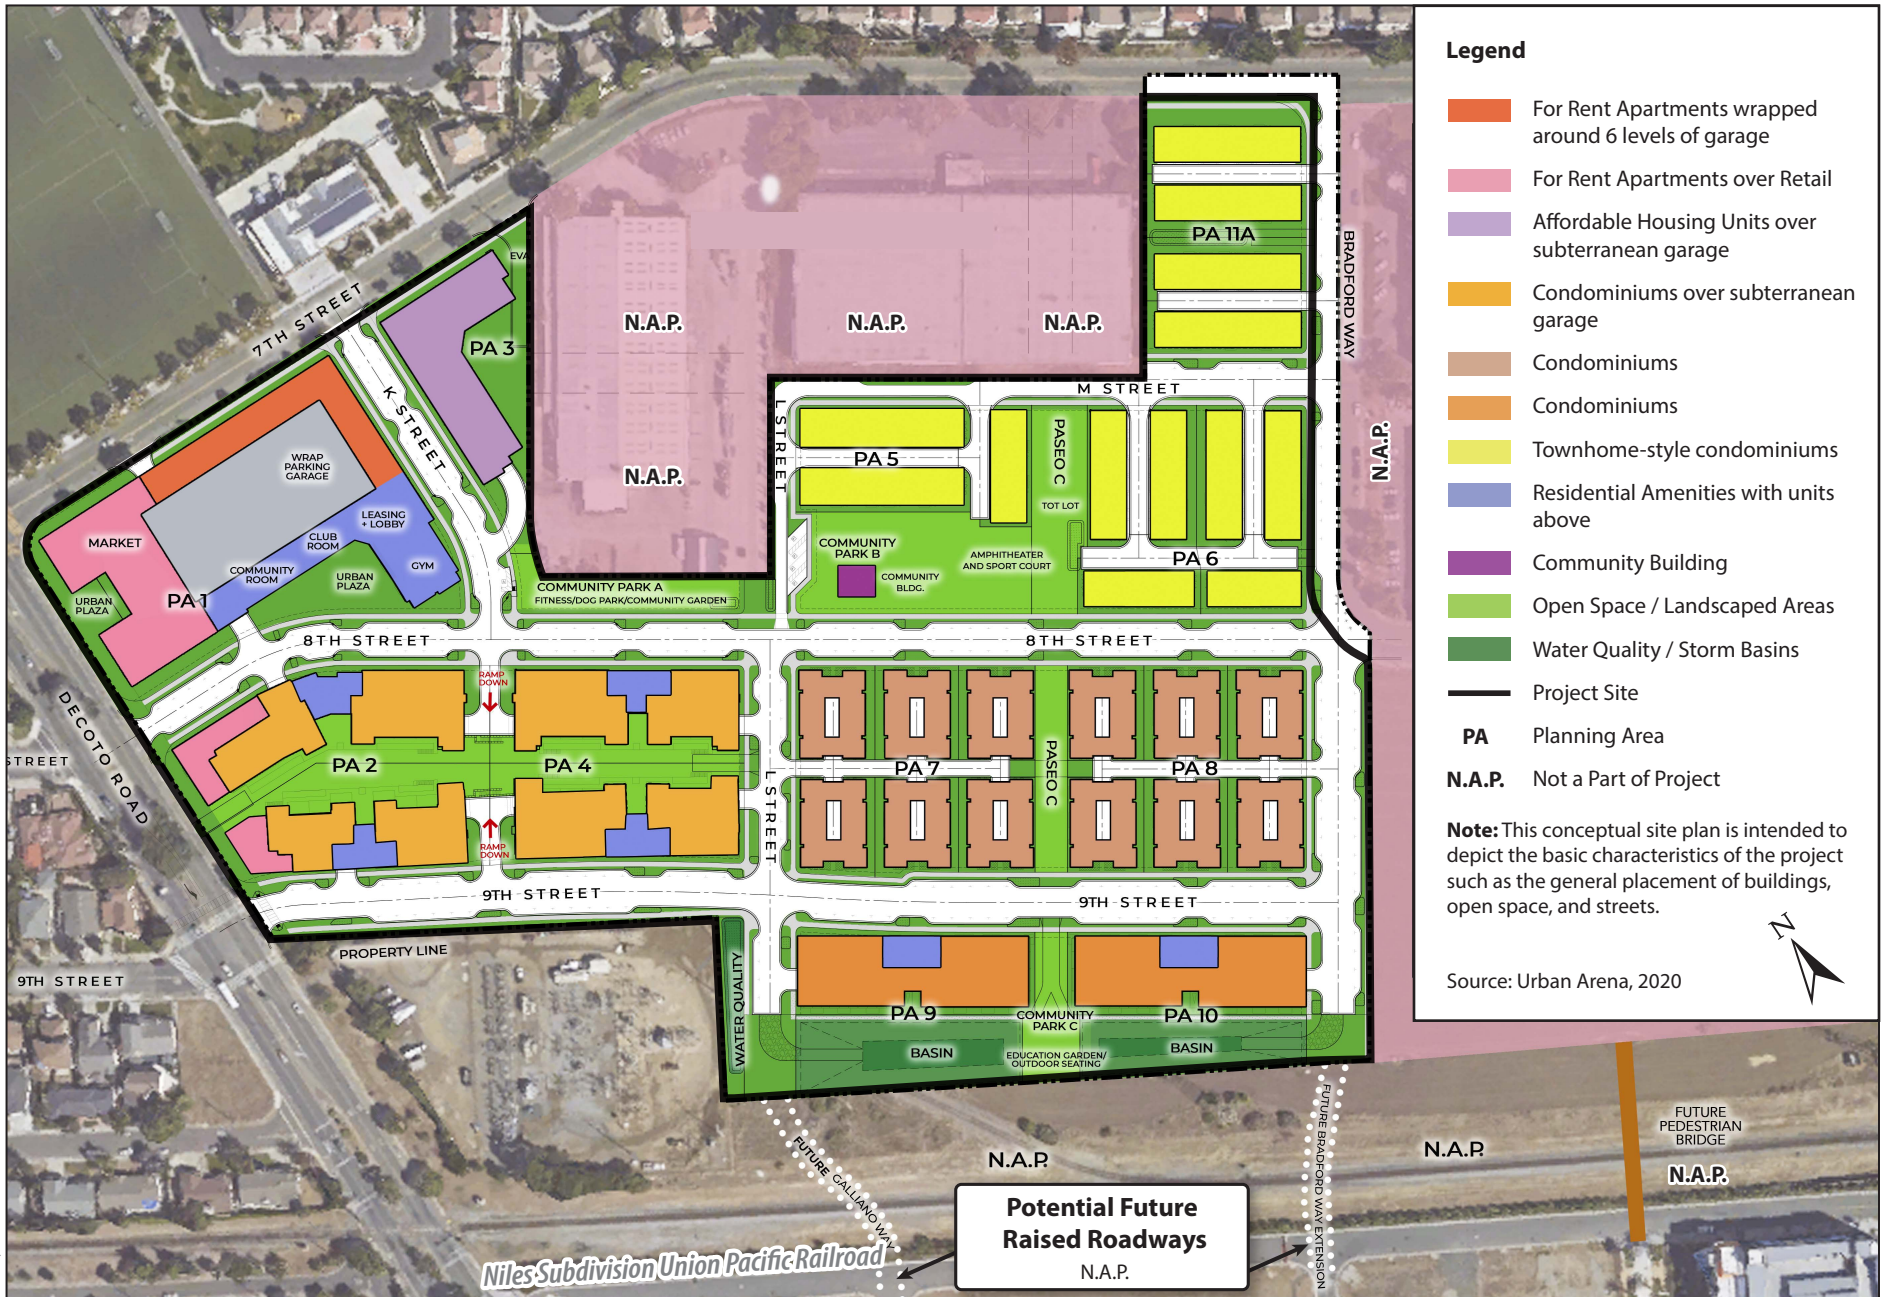 Legend
For Rent Apartments wrapped
around 6 levels of garage
For Rent Apartments over Retail
Affordable Housing Units over
subterranean garage
Condominiums over subterranean
garage
Condominiums
Condominiums
Townhome-style condominiums
Residential Amenities with units
above
Community Building
Open Space / Landscaped Areas
Water Quality / Storm Basins
Project Site
PA Planning Area
N.A.P. Not a Part of Project
Note: This conceptual site plan is intended to
depict the basic characteristics of the project
such as the general placement of buildings,
open space, and streets.
N
Source: Urban Arena, 2020
PA 11A
BRADFORD WAY
EVA
7TH STREET
K STREET
PA 3
N.A.P.
N.A.P.
N.A.P.
N.A.P.
N.A.P.
M STREET
L STREET
PA 5
PASEO C
TOT LOT
PA 6
WRAP
PARKING
GARAGE
MARKET
LEASING
+ LOBBY
CLUB
ROOM
COMMUNITY
ROOM
GYM
URBAN
PLAZA
URBAN
PLAZA
PA 1
COMMUNITY
PARK B
COMMUNITY
BLDG.
AMPHITHEATER
AND SPORT COURT
COMMUNITY PARK A
FITNESS/DOG PARK/COMMUNITY GARDEN
8TH STREET
8TH STREET
DECOTO ROAD
STREET
RAMP
DOWN
PA 2
PA 4
RAMP
DOWN
L STREET
PA 7
PASEO C
PA 8
9TH STREET
9TH STREET
9TH STREET
PROPERTY LINE
WATER QUALITY
PA 9
COMMUNITY
PARK C
PA 10
BASIN
EDUCATION GARDEN/
OUTDOOR SEATING
BASIN
FUTURE GALLIANO WAY
FUTURE BRADFORD WAY EXTENSION
N.A.P.
N.A.P.
FUTURE
PEDESTRIAN
BRIDGE
N.A.P.
Potential Future
Raised Roadways
N.A.P.
Niles Subdivision Union Pacific Railroad